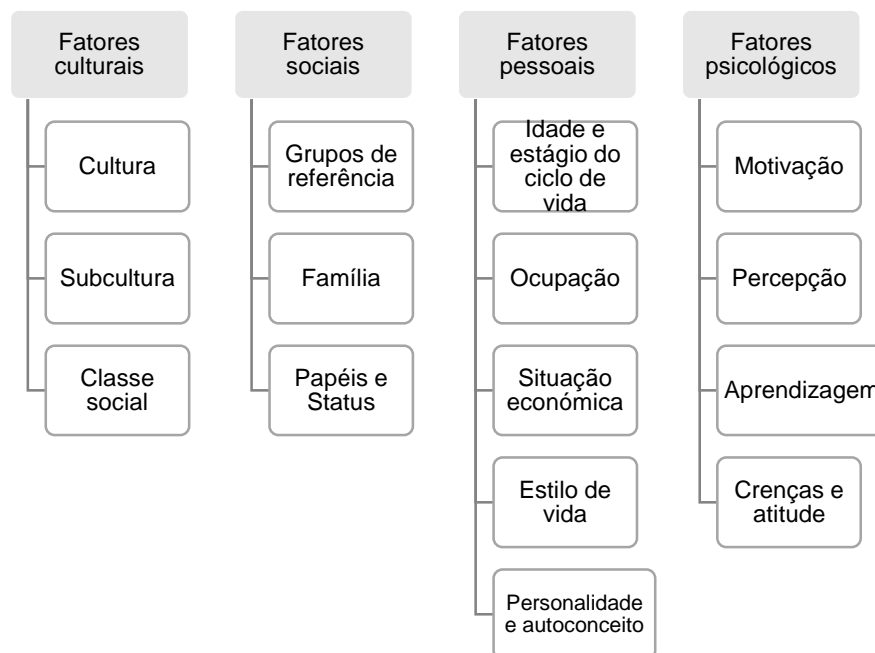 Fatores
culturais
Cultura
Subcultura
Classe
social
Fatores
sociais
Grupos de
referência
Família
Papéis e
Status
Fatores
pessoais
Idade e
estágio do
ciclo de
vida
Ocupação
Situação
económica
Estilo de
vida
Personalidade
e autoconceito
Fatores
psicológicos
Motivação
Percepção
Aprendizagem
Crenças e
atitude